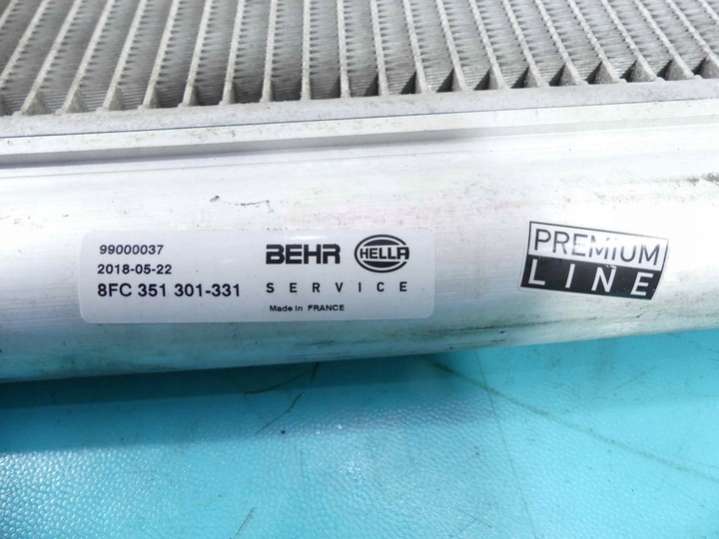 99000037
2018-05-22
8FC 351 301-331
BEHR HELLA
SERVICE
Made in FRANCE
PREMIUM
LINE